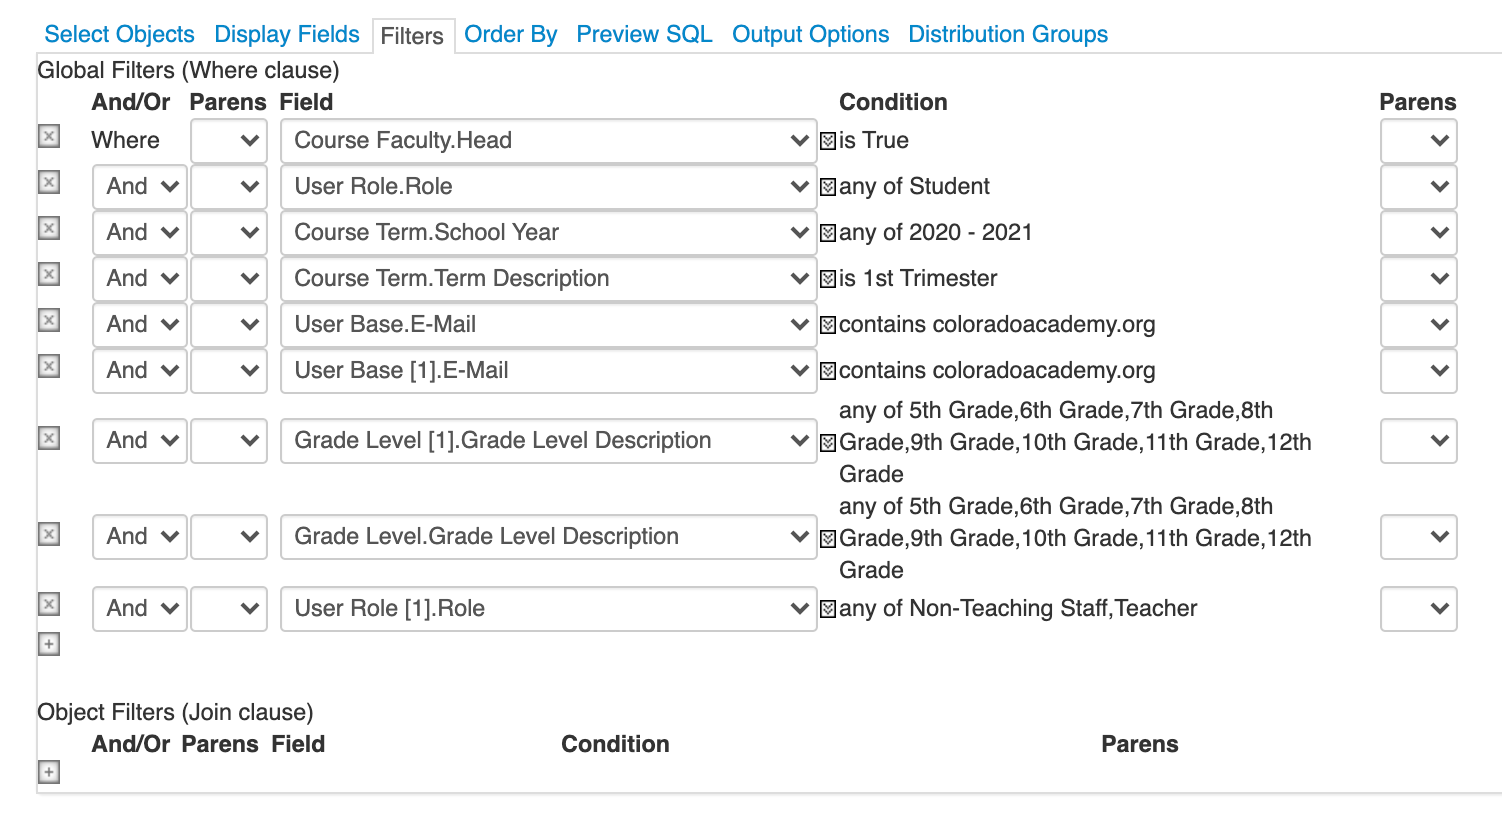 Select Objects Display Fields Filters Order By Preview SQL Output Options Distribution Groups
Global Filters (Where clause)
And/Or Parens Field Condition Parens
Where Course Faculty.Head is True
And User Role.Role any of Student
And Course Term.School Year any of 2020 - 2021
And Course Term.Term Description is 1st Trimester
And User Base.E-Mail contains coloradoacademy.org
And User Base [1].E-Mail contains coloradoacademy.org
any of 5th Grade,6th Grade,7th Grade,8th
And Grade Level [1].Grade Level Description Grade,9th Grade,10th Grade,11th Grade,12th
Grade
any of 5th Grade,6th Grade,7th Grade,8th
And Grade Level.Grade Level Description Grade,9th Grade,10th Grade,11th Grade,12th
Grade
And User Role [1].Role any of Non-Teaching Staff,Teacher
Object Filters (Join clause)
And/Or Parens Field Condition Parens